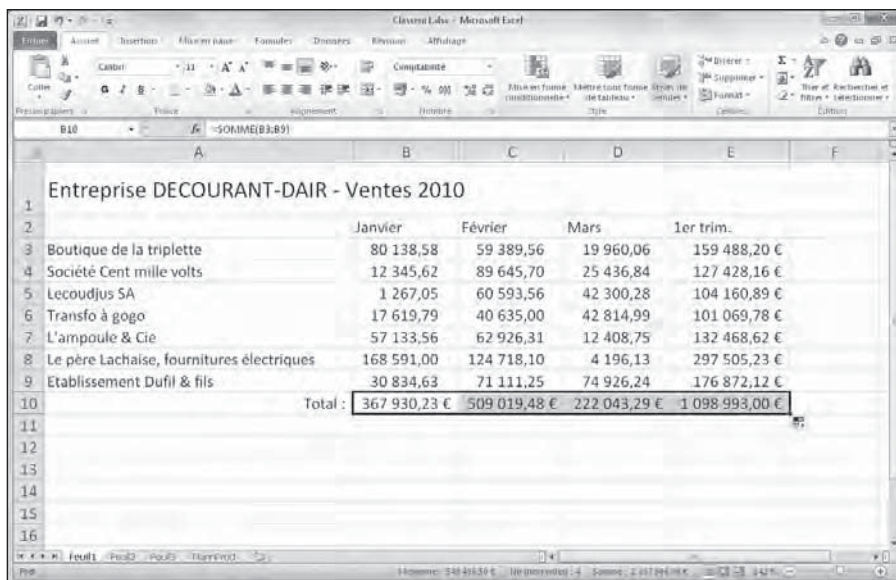 Classeur1.xlsx - Microsoft Excel
Fichier Accueil Insertion Mise en page Formules Données Révision Affichage
Calibri 11 Comptabilité
Coller Mise en forme conditionnelle Mettre sous forme de tableau Styles de cellules Insérer Supprimer Format Trier et filtrer Rechercher et sélectionner
Presse-papiers Police Alignement Nombre Style Cellules Édition
B10 fx =SOMME(B3:B9)
A B C D E F
1 Entreprise DECOURANT-DAIR - Ventes 2010
2 Janvier Février Mars 1er trim.
3 Boutique de la triplette 80 138,58 59 389,56 19 960,06 159 488,20 €
4 Société Cent mille volts 12 345,62 89 645,70 25 436,84 127 428,16 €
5 Lecoudjus SA 1 267,05 60 593,56 42 300,28 104 160,89 €
6 Transfo à gogo 17 619,79 40 635,00 42 814,99 101 069,78 €
7 L'ampoule & Cie 57 133,56 62 926,31 12 408,75 132 468,62 €
8 Le père Lachaise, fournitures électriques 168 591,00 124 718,10 4 196,13 297 505,23 €
9 Etablissement Dufil & fils 30 834,63 71 111,25 74 926,24 176 872,12 €
10 Total : 367 930,23 € 509 019,48 € 222 043,29 € 1 098 993,00 €
11
12
13
14
15
16
Feuil1 Feuil2 Feuil3
Prêt